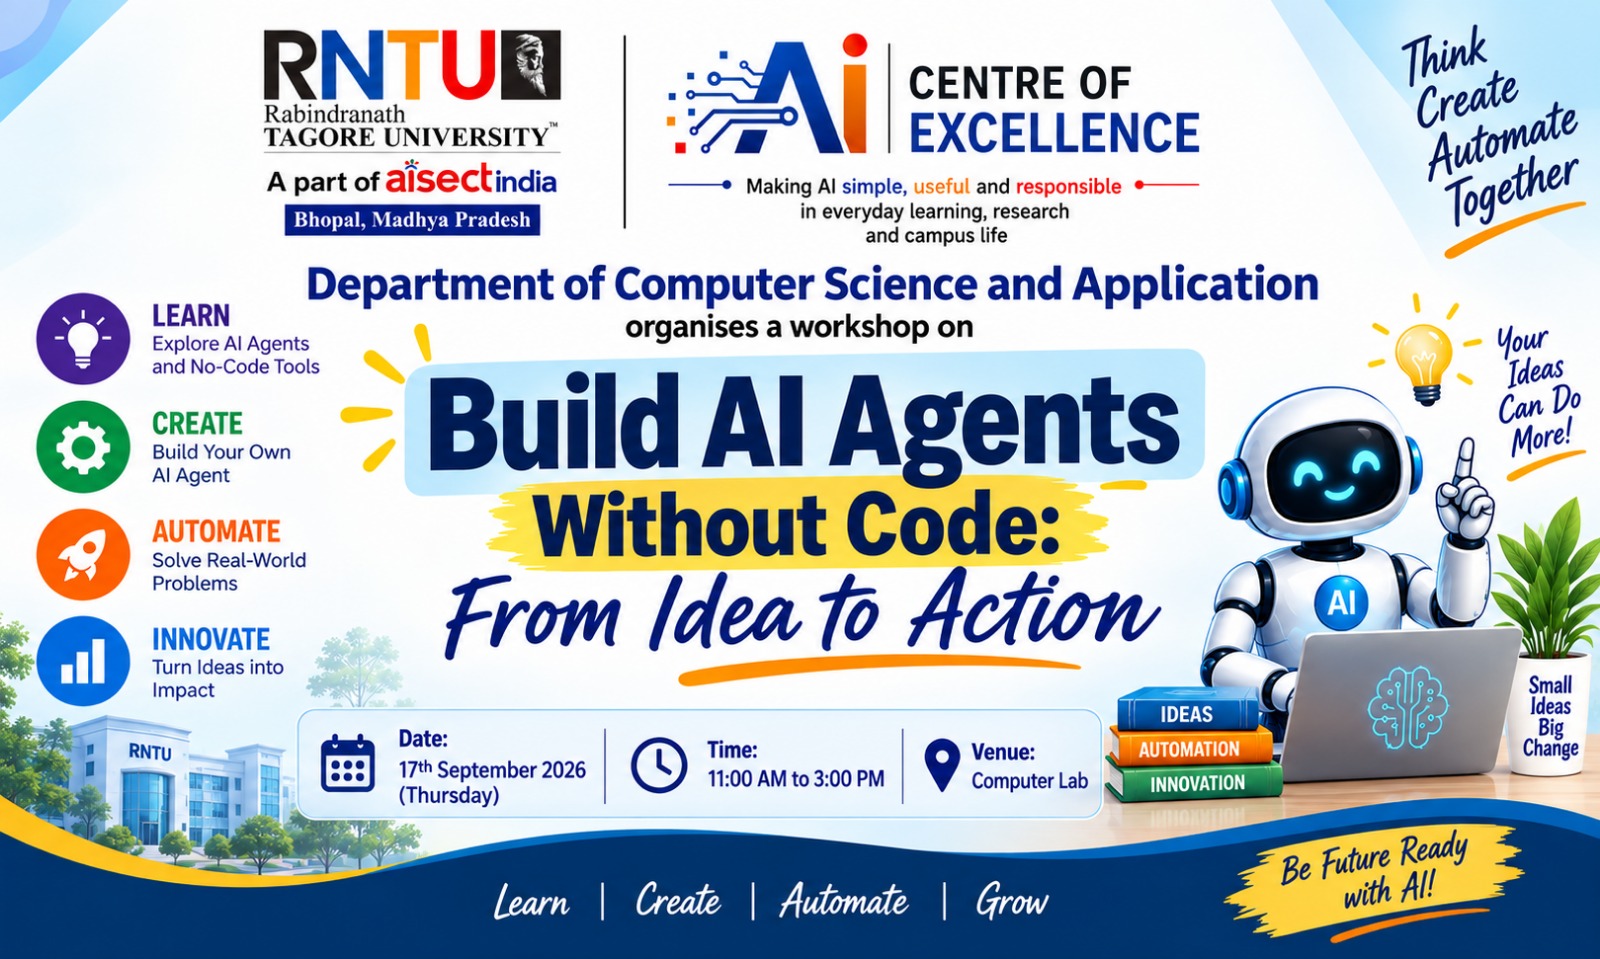 RNTU
Rabindranath
TAGORE UNIVERSITY™
A part of aisectindia
Bhopal, Madhya Pradesh
Ai
CENTRE OF
EXCELLENCE
Making AI simple, useful and responsible
in everyday learning, research
and campus life
Think
Create
Automate
Together
Department of Computer Science and Application
organises a workshop on
Build AI Agents
Without Code:
From Idea to Action
LEARN
Explore AI Agents
and No-Code Tools
CREATE
Build Your Own
AI Agent
AUTOMATE
Solve Real-World
Problems
INNOVATE
Turn Ideas into
Impact
Your
Ideas
Can Do
More!
AI
RNTU
Date:
17th September 2026
(Thursday)
Time:
11:00 AM to 3:00 PM
Venue:
Computer Lab
IDEAS
AUTOMATION
INNOVATION
Small
Ideas
Big
Change
Learn | Create | Automate | Grow
Be Future Ready
with AI!